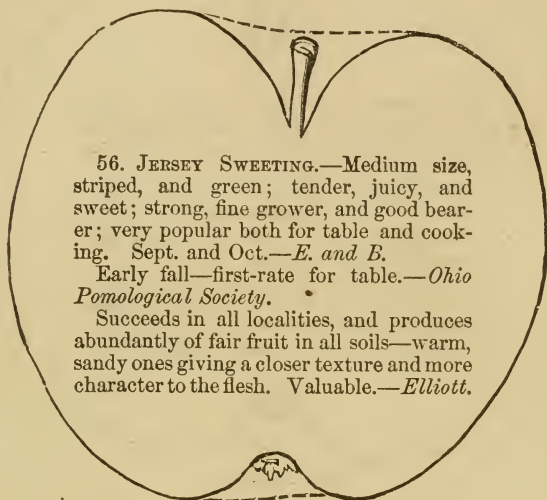 56. JERSEY SWEETING.—Medium size,
striped, and green; tender, juicy, and
sweet; strong, fine grower, and good bear-
er; very popular both for table and cook-
ing. Sept. and Oct.—E. and B.
Early fall—first-rate for table.—Ohio
Pomological Society.
Succeeds in all localities, and produces
abundantly of fair fruit in all soils—warm,
sandy ones giving a closer texture and more
character to the flesh. Valuable.—Elliott.